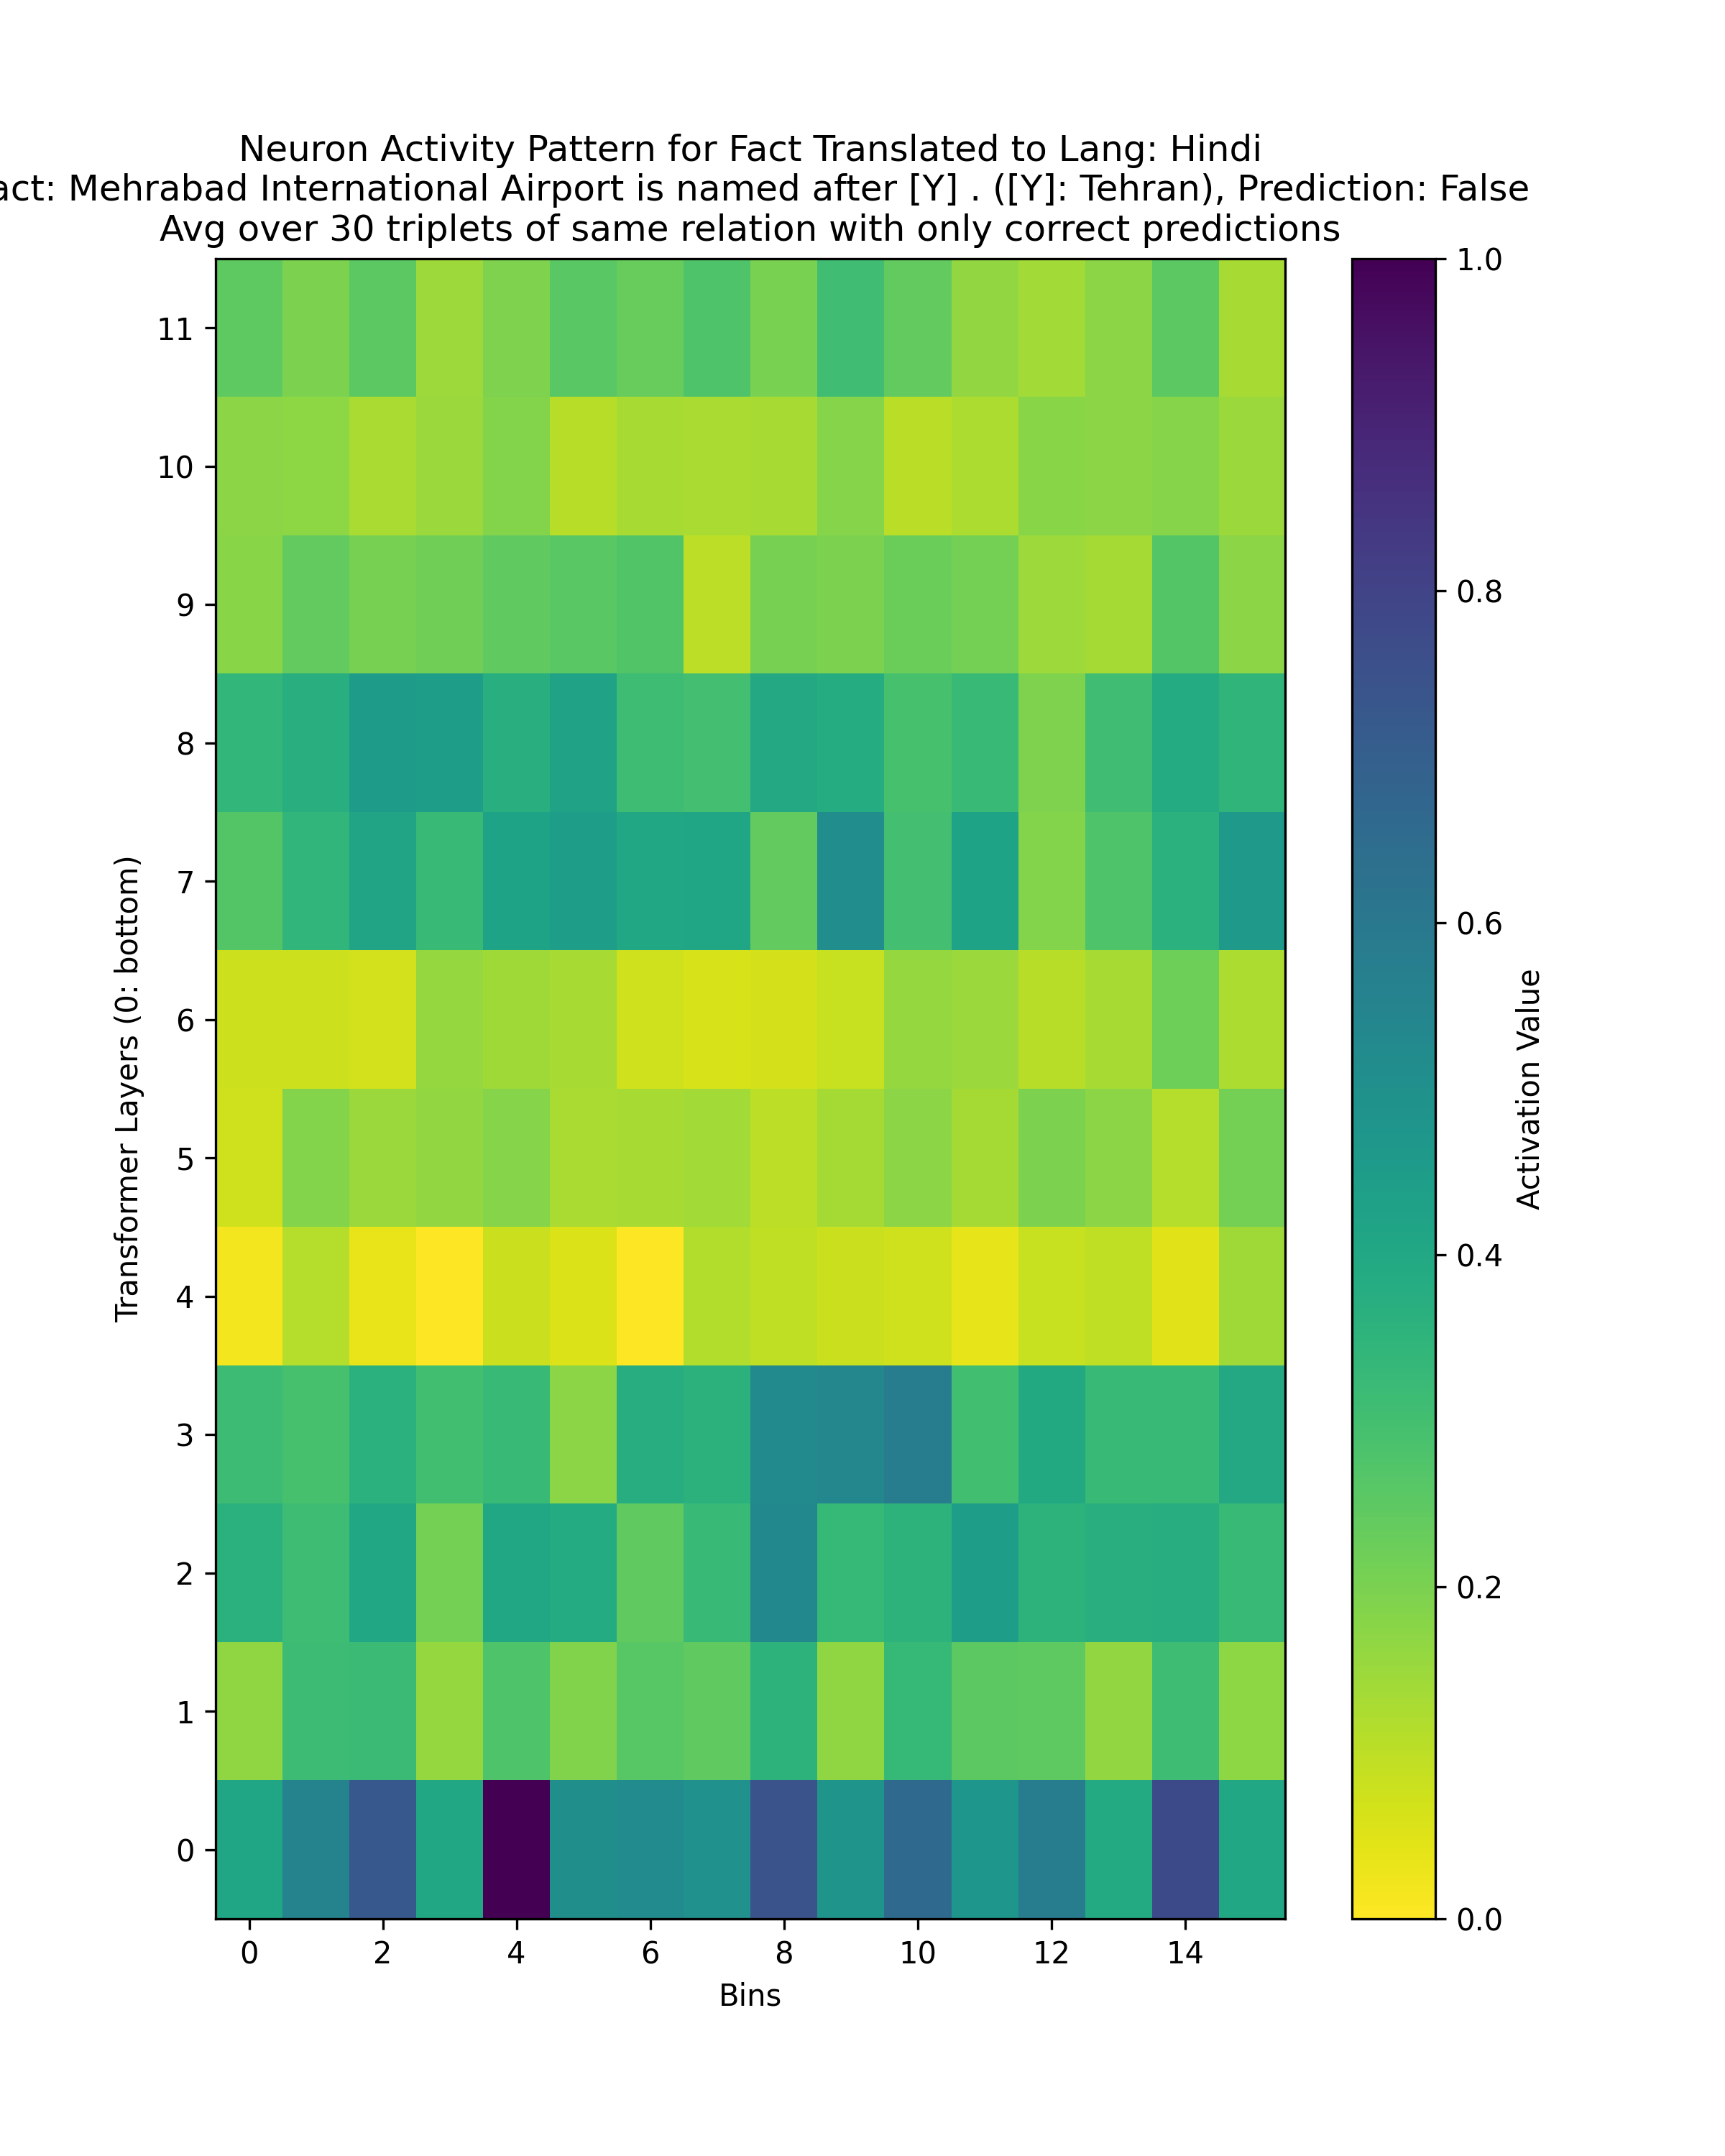 Neuron Activity Pattern for Fact Translated to Lang: Hindi
act: Mehrabad International Airport is named after [Y] . ([Y]: Tehran), Prediction: False
Avg over 30 triplets of same relation with only correct predictions
11
10
9
8
7
6
5
4
3
2
1
0
Transformer Layers (0: bottom)
0 2 4 6 8 10 12 14
Bins
1.0
0.8
0.6
0.4
0.2
0.0
Activation Value